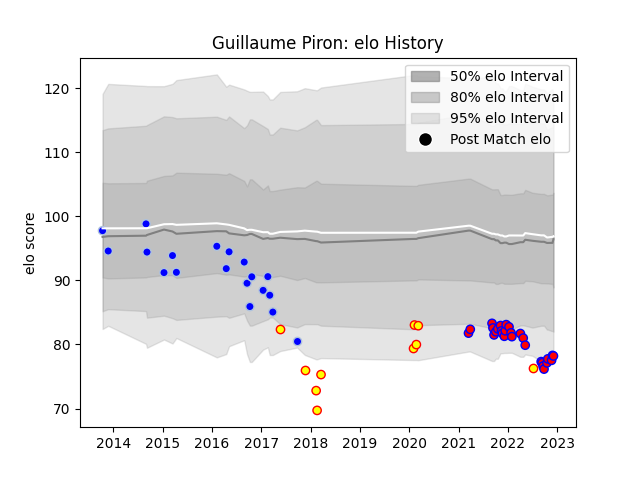 Guillaume Piron: elo History
50% elo Interval
80% elo Interval
95% elo Interval
Post Match elo
elo score
120
110
100
90
80
70
2014 2015 2016 2017 2018 2019 2020 2021 2022 2023